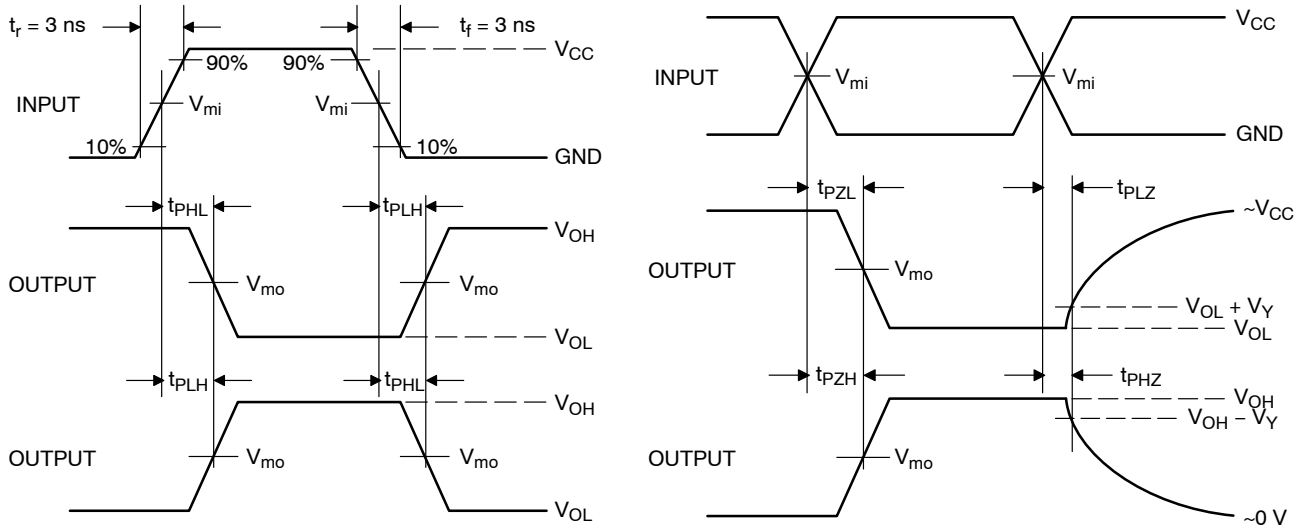 t_r = 3 ns
t_f = 3 ns
V_CC
90%
90%
INPUT
V_mi
V_mi
10%
10%
GND
t_PHL
t_PLH
V_OH
OUTPUT
V_mo
V_mo
V_OL
t_PLH
t_PHL
V_OH
OUTPUT
V_mo
V_mo
V_OL
V_CC
INPUT
V_mi
V_mi
GND
t_PZL
t_PLZ
~V_CC
OUTPUT
V_mo
V_OL + V_Y
V_OL
t_PZH
t_PHZ
V_OH
V_OH – V_Y
OUTPUT
V_mo
~0 V